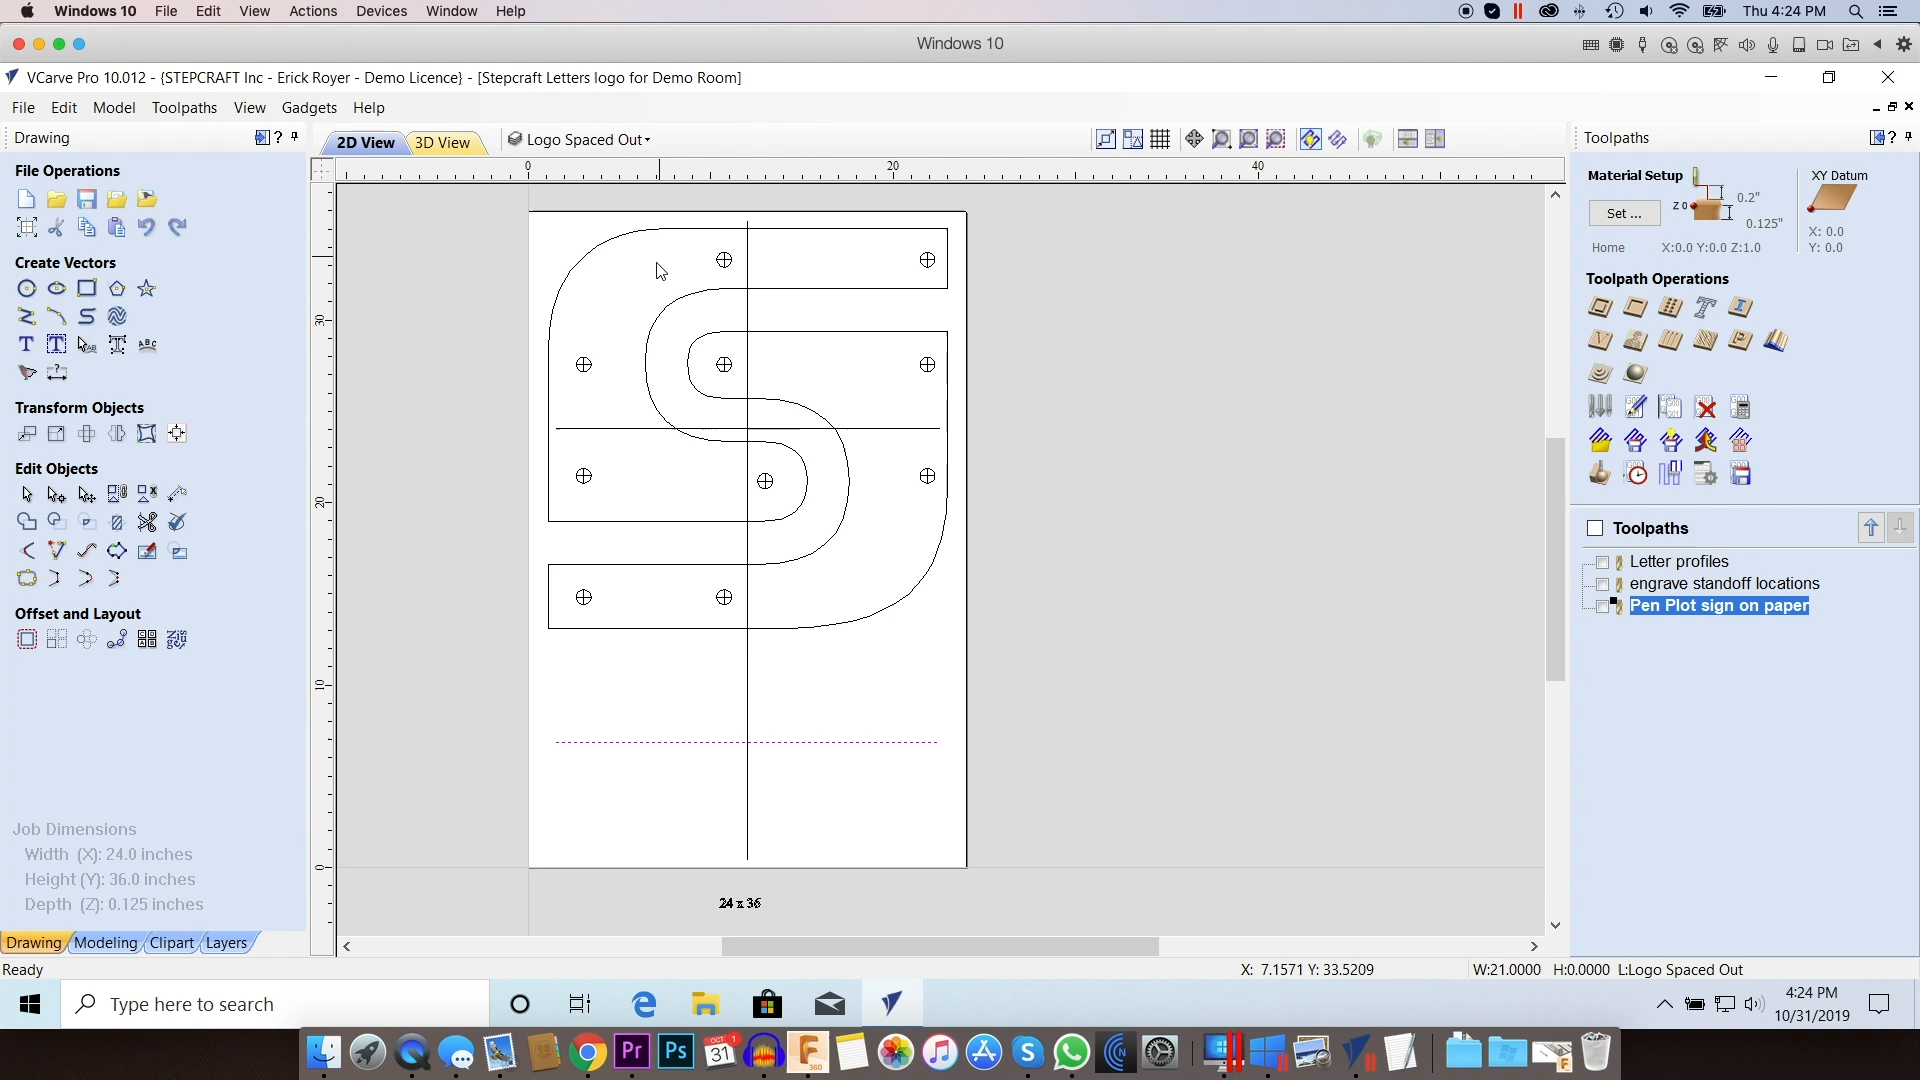 Windows 10 File Edit View Actions Devices Window Help Thu 4:24 PM
Windows 10
VCarve Pro 10.012 - {STEPCRAFT Inc - Erick Royer - Demo Licence} - [Stepcraft Letters logo for Demo Room]
File Edit Model Toolpaths View Gadgets Help
Drawing
2D View 3D View Logo Spaced Out
Toolpaths
File Operations
Create Vectors
Transform Objects
Edit Objects
Offset and Layout
Job Dimensions
Width (X): 24.0 inches
Height (Y): 36.0 inches
Depth (Z): 0.125 inches
Drawing Modeling Clipart Layers
0 20 40
30
20
10
0
24 x 36
Material Setup
Set ...
Z 0
0.2"
0.125"
XY Datum
X: 0.0
Y: 0.0
Home X:0.0 Y:0.0 Z:1.0
Toolpath Operations
Toolpaths
Letter profiles
engrave standoff locations
Pen Plot sign on paper
Ready
X: 7.1571 Y: 33.5209
W:21.0000 H:0.0000 L:Logo Spaced Out
Type here to search
4:24 PM
10/31/2019
Pr Ps OCT 31 1 F 360